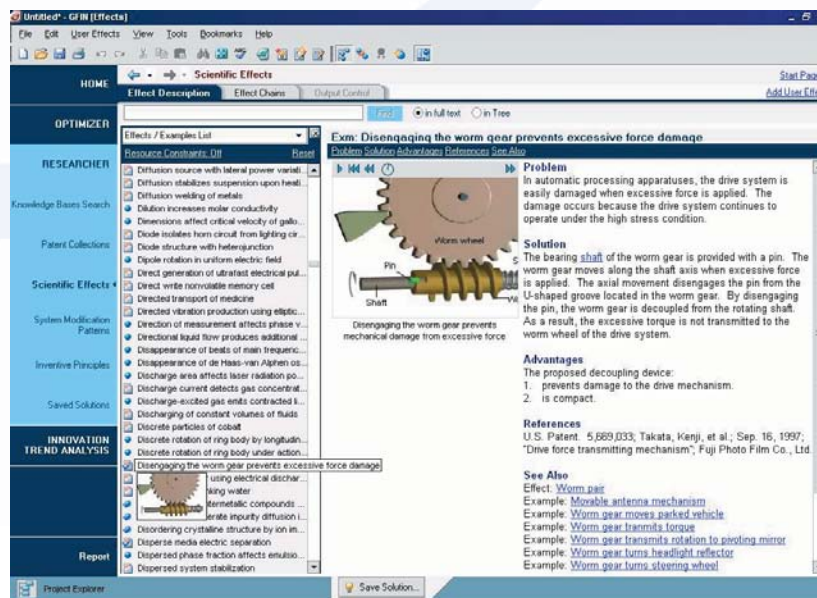 Untitled* - GFIN [Effects]
File Edit User Effects View Tools Bookmarks Help
Scientific Effects
Start Page
Effect Description Effect Chains Output Control
Add User Effe
Find in full text in Tree
HOME
OPTIMIZER
RESEARCHER
Knowledge Bases Search
Patent Collections
Scientific Effects
System Modification
Patterns
Inventive Principles
Saved Solutions
INNOVATION
TREND ANALYSIS
Report
Effects / Examples List
Resource Constraints: Off Reset
Diffusion source with lateral power variati...
Diffusion stabilizes suspension upon heati...
Diffusion welding of metals
Dilution increases molar conductivity
Dimensions affect critical velocity of gallo...
Diode isolates horn circuit from lighting cir...
Diode structure with heterojunction
Dipole rotation in uniform electric field
Direct generation of ultrafast electrical pul...
Direct write nonvolatile memory cell
Directed transport of medicine
Directed vibration production using elliptic...
Direction of measurement affects phase v...
Directional liquid flow produces additional ...
Disappearance of beats of main frequenc...
Disappearance of de Haas-van Alphen os...
Discharge area affects laser radiation po...
Discharge current detects gas concentrat...
Discharge-excited gas emits contracted li...
Discharging of constant volumes of fluids
Discrete particles of cobalt
Discrete rotation of ring body by longitudin...
Discrete rotation of ring body under action...
Disengaging the worm gear prevents excessive force damage
using electrical dischar...
nking water
termetallic compounds ...
erate impurity diffusion i...
Disordering crystalline structure by ion im...
Disperse media electric separation
Dispersed phase fraction affects emulsio...
Dispersed system stabilization
Exm: Disengaging the worm gear prevents excessive force damage
Problem Solution Advantages References See Also
Worm wheel
Pin
Shaft
Disengaging the worm gear prevents
mechanical damage from excessive force
Problem
In automatic processing apparatuses, the drive system is
easily damaged when excessive force is applied. The
damage occurs because the drive system continues to
operate under the high stress condition.
Solution
The bearing shaft of the worm gear is provided with a pin. The
worm gear moves along the shaft axis when excessive force
is applied. The axial movement disengages the pin from the
U-shaped groove located in the worm gear. By disengaging
the pin, the worm gear is decoupled from the rotating shaft.
As a result, the excessive torque is not transmitted to the
worm wheel of the drive system.
Advantages
The proposed decoupling device:
1. prevents damage to the drive mechanism.
2. is compact.
References
U.S. Patent. 5,669,033; Takata, Kenji, et al.; Sep. 16, 1997;
"Drive force transmitting mechanism"; Fuji Photo Film Co., Ltd.
See Also
Effect: Worm pair
Example: Movable antenna mechanism
Example: Worm gear moves parked vehicle
Example: Worm gear tranmits torque
Example: Worm gear transmits rotation to pivoting mirror
Example: Worm gear turns headlight reflector
Example: Worm gear turns steering wheel
Project Explorer
Save Solution...